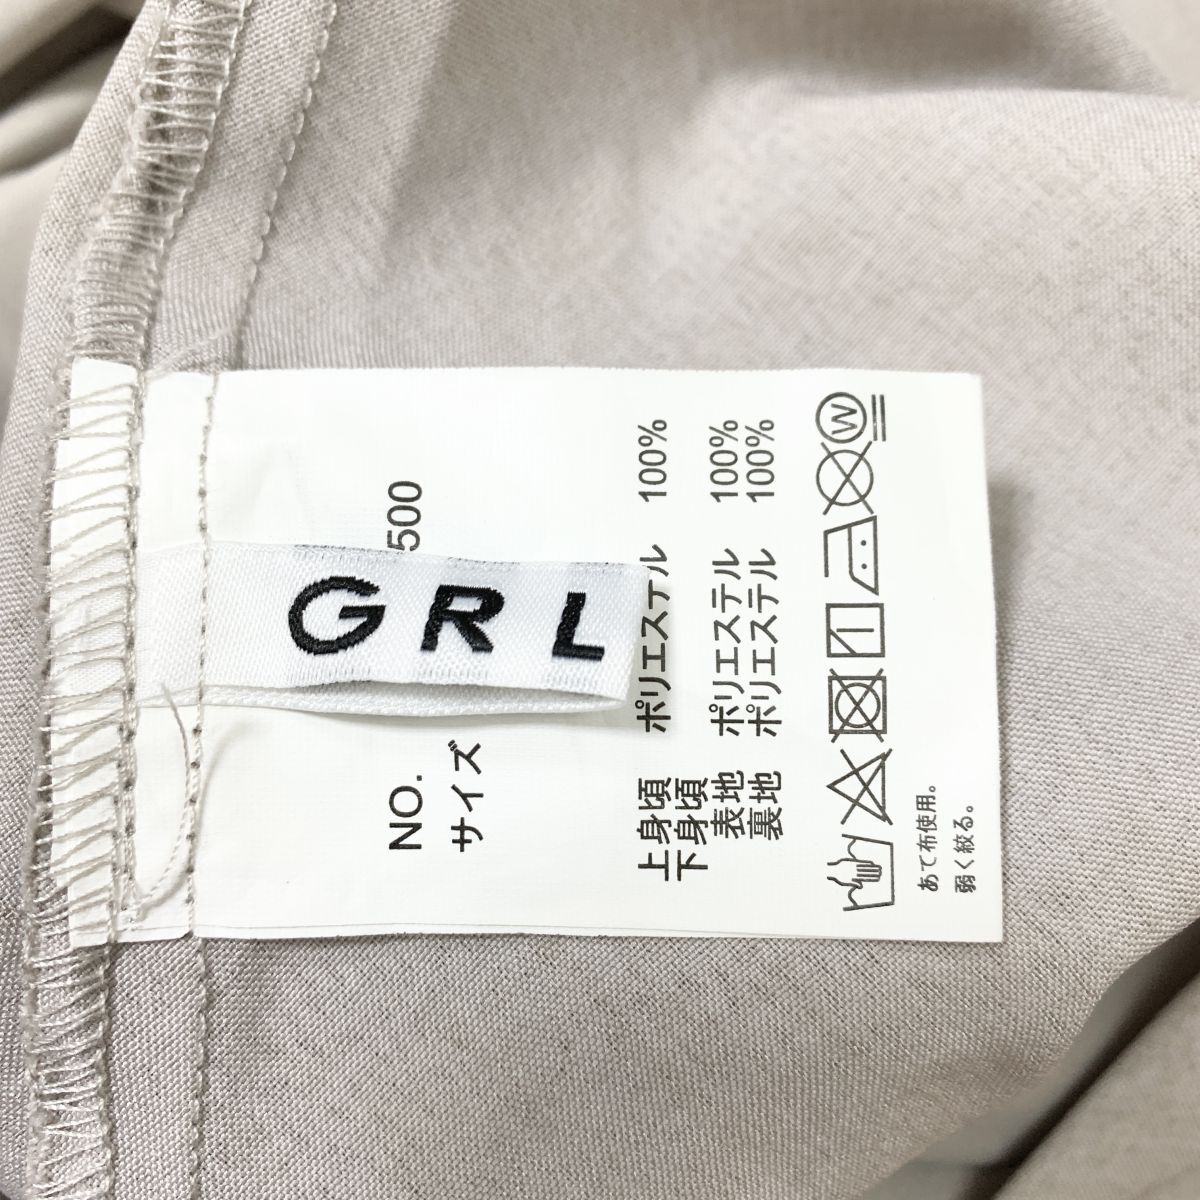 GRL
NO. 500
サイズ
上身頃 ポリエステル 100%
下身頃
表地 ポリエステル 100%
裏地 ポリエステル 100%
W
あて布使用。
弱く絞る。